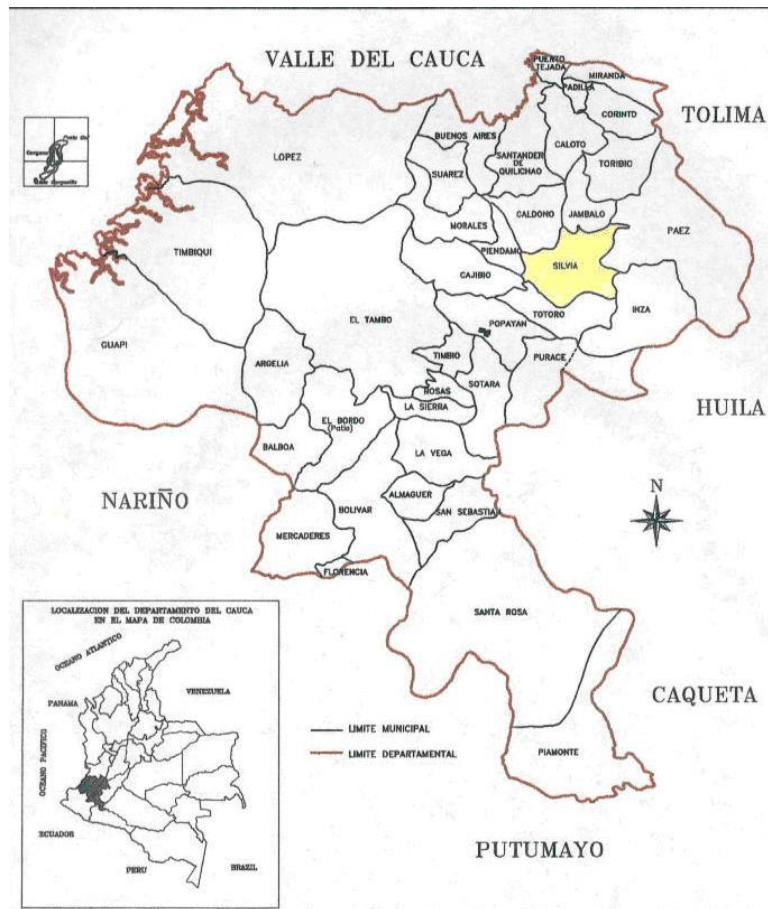 VALLE DEL CAUCA
PUERTO
TEJADA
MIRANDA
PADILLA
CORINTO
TOLIMA
BUENOS AIRES
SANTANDER
DE
QUILICHAO
CALOTO
TORIBIO
LOPEZ
SUAREZ
CALDONO
JAMBALO
PAEZ
MORALES
PIENDAMO
TIMBIQUI
CAJIBIO
SILVIA
EL TAMBO
POPAYAN
TOTORO
INZA
GUAPI
ARGELIA
TIMBIO
PURACE
ROSAS
SOTARA
LA SIERRA
HUILA
EL BORDO
(Patia)
BALBOA
LA VEGA
NARIÑO
ALMAGUER
BOLIVAR
SAN SEBASTIAN
N
MERCADERES
FLORENCIA
SANTA ROSA
CAQUETA
PIAMONTE
PUTUMAYO
LIMITE MUNICIPAL
LIMITE DEPARTAMENTAL
LOCALIZACION DEL DEPARTAMENTO DEL CAUCA
EN EL MAPA DE COLOMBIA
OCEANO ATLANTICO
PANAMA
VENEZUELA
OCEANO PACIFICO
ECUADOR
PERU
BRAZIL